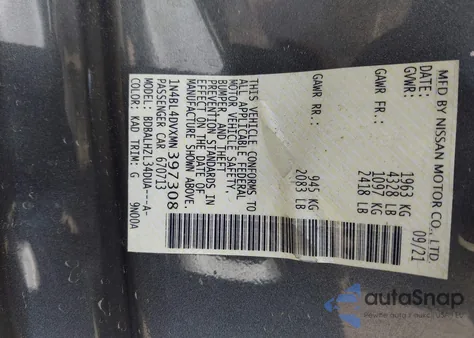 MFD BY NISSAN MOTOR CO., LTD.
DATE: 09/21
GVWR: 1963 KG
4328 LB
GAWR FR.: 1097 KG
2418 LB
GAWR RR.: 945 KG
2083 LB
THIS VEHICLE CONFORMS TO
ALL APPLICABLE FEDERAL
MOTOR VEHICLE SAFETY,
BUMPER, AND THEFT
PREVENTION STANDARDS IN
EFFECT ON THE DATE OF
MANUFACTURE SHOWN ABOVE.
1N4BL4DVXMN397308
PASSENGER CAR 670713
MODEL: BDBALHZL34DUA---A-
COLOR: KAD TRIM: G 9N00A
autoSnap